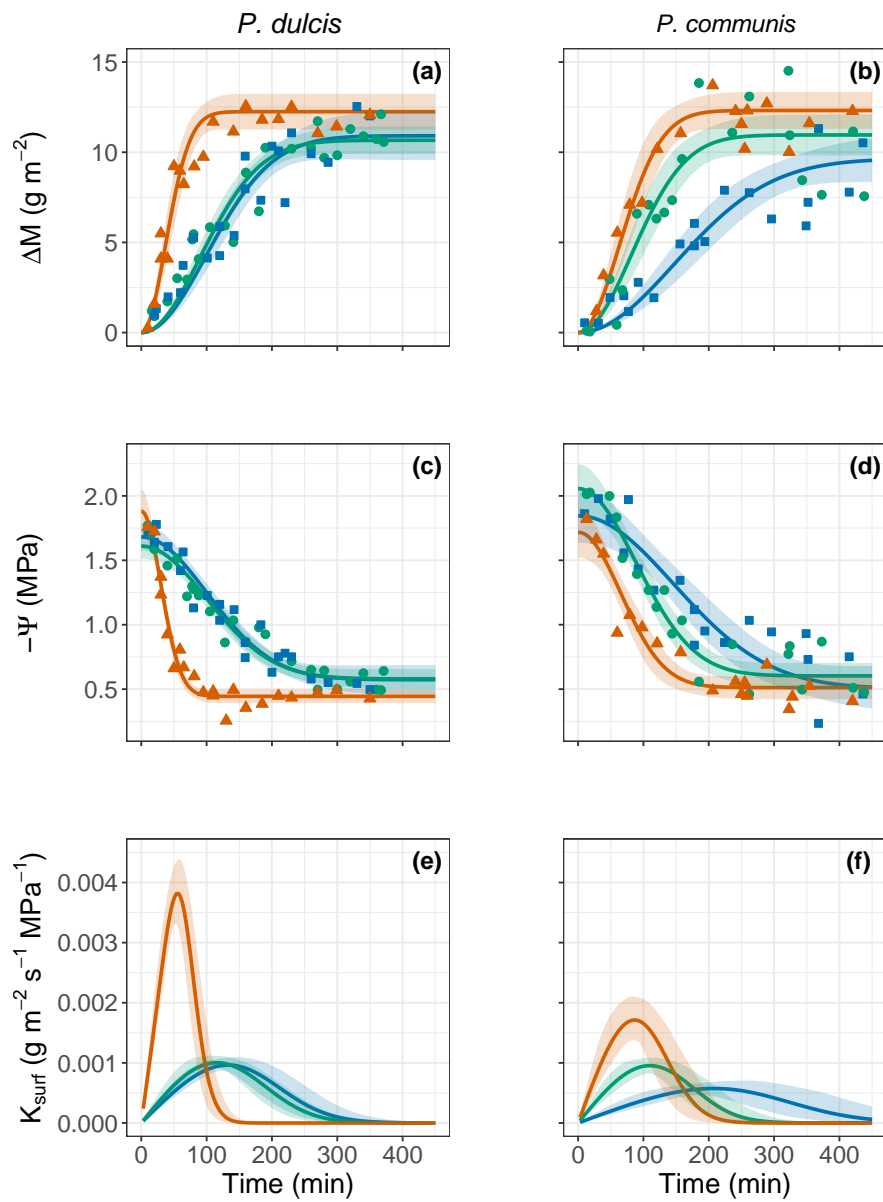 P. dulcis P. communis
(a) (b)
15
10
5
0
ΔM (g m⁻²)
(c) (d)
2.0
1.5
1.0
0.5
−Ψ (MPa)
(e) (f)
0.004
0.003
0.002
0.001
0.000
K_surf (g m⁻² s⁻¹ MPa⁻¹)
0 100 200 300 400 0 100 200 300 400
Time (min) Time (min)